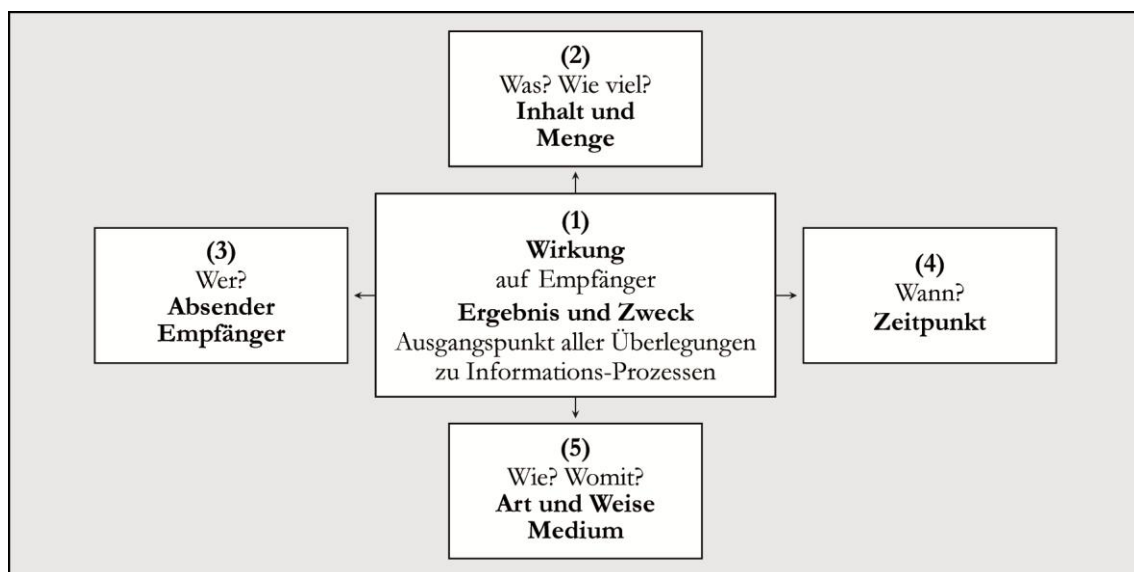 (2)
Was? Wie viel?
Inhalt und
Menge
(3)
Wer?
Absender
Empfänger
(1)
Wirkung
auf Empfänger
Ergebnis und Zweck
Ausgangspunkt aller Überlegungen
zu Informations-Prozessen
(4)
Wann?
Zeitpunkt
(5)
Wie? Womit?
Art und Weise
Medium